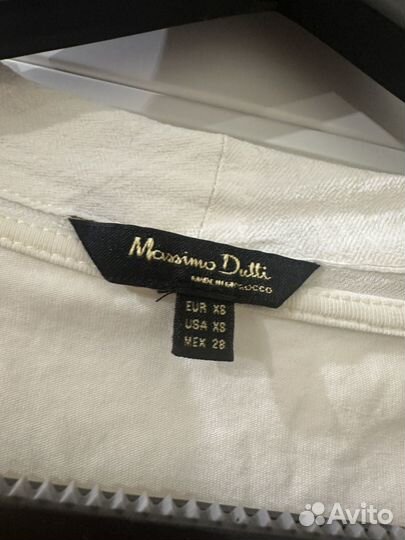 Massimo Dutti
MADE IN MOROCCO
EUR XS
USA XS
MEX 28
Avito